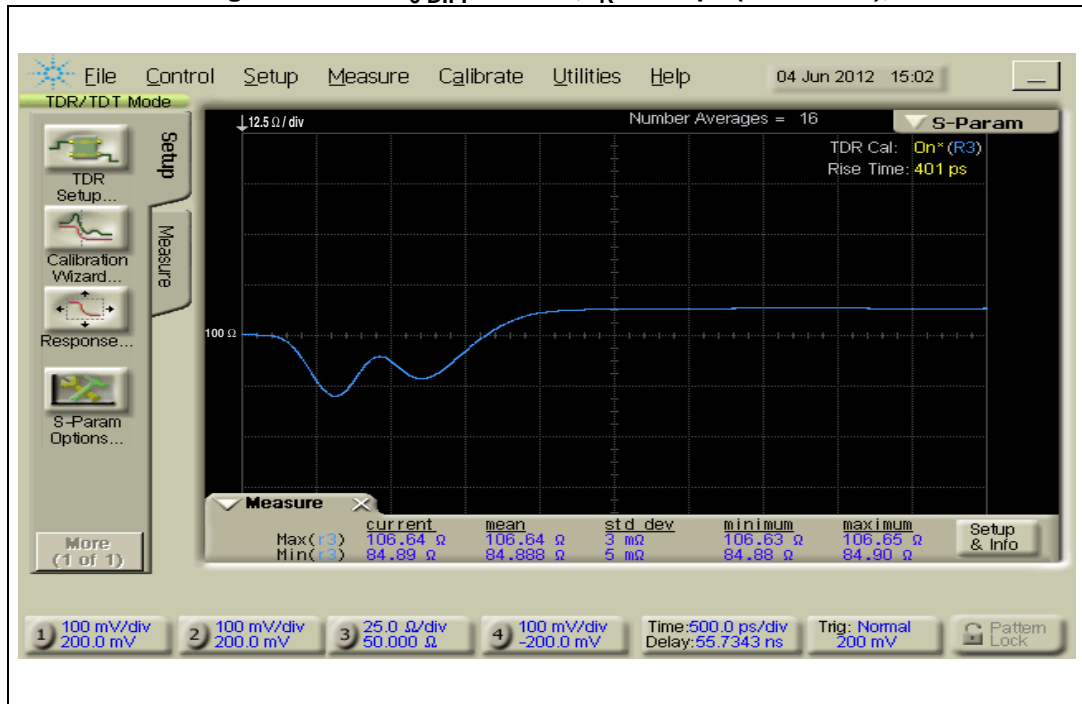 File Control Setup Measure Calibrate Utilities Help 04 Jun 2012 15:02
TDR/TDT Mode
12.5 Ω / div
Number Averages = 16
S-Param
TDR Cal: On* (R3)
Rise Time: 401 ps
Setup
Measure
TDR
Setup...
Calibration
Wizard...
Response...
S-Param
Options...
More
(1 of 1)
100 Ω
Measure
current mean std dev minimum maximum
Max(r3) 106.64 Ω 106.64 Ω 3 mΩ 106.63 Ω 106.65 Ω
Min(r3) 84.89 Ω 84.888 Ω 5 mΩ 84.88 Ω 84.90 Ω
Setup
& Info
1 100 mV/div
200.0 mV
2 100 mV/div
200.0 mV
3 25.0 Ω/div
50.000 Ω
4 100 mV/div
-200.0 mV
Time:500.0 ps/div
Delay:55.7343 ns
Trig: Normal
200 mV
Pattern
Lock